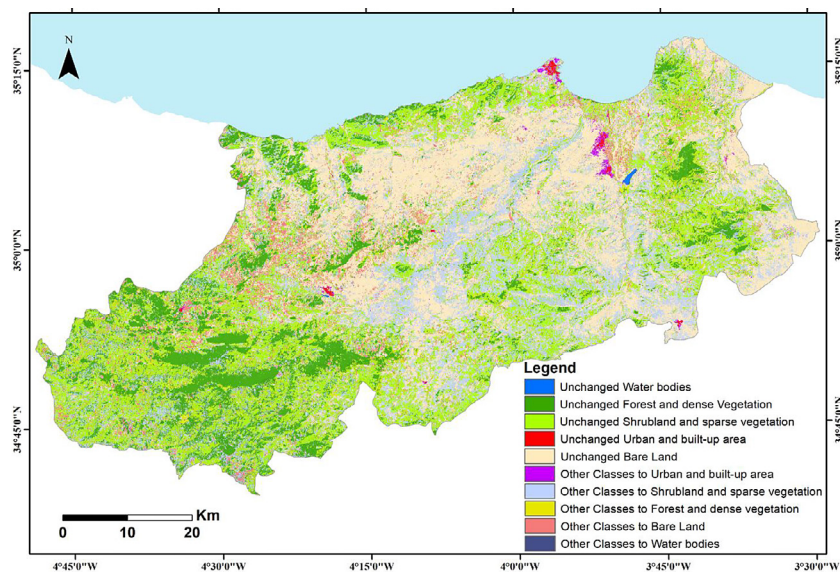 N
35°15'0"N
35°0'0"N
34°45'0"N
Legend
Unchanged Water bodies
Unchanged Forest and dense Vegetation
Unchanged Shrubland and sparse vegetation
Unchanged Urban and built-up area
Unchanged Bare Land
Other Classes to Urban and built-up area
Other Classes to Shrubland and sparse vegetation
Other Classes to Forest and dense vegetation
Other Classes to Bare Land
Other Classes to Water bodies
Km
0 10 20
4°45'0"W 4°30'0"W 4°15'0"W 4°0'0"W 3°45'0"W 3°30'0"W